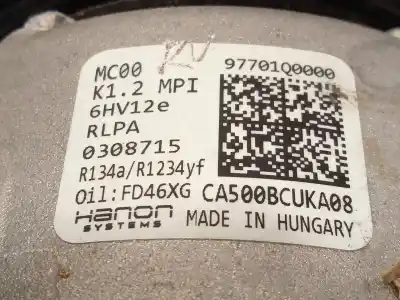 MC00
K1.2 MPI
6HV12e
RLPA
0308715
R134a/R1234yf
Oil:FD46XG
hanon
SYSTEMS
97701Q0000
CA500BCUKA08
MADE IN HUNGARY